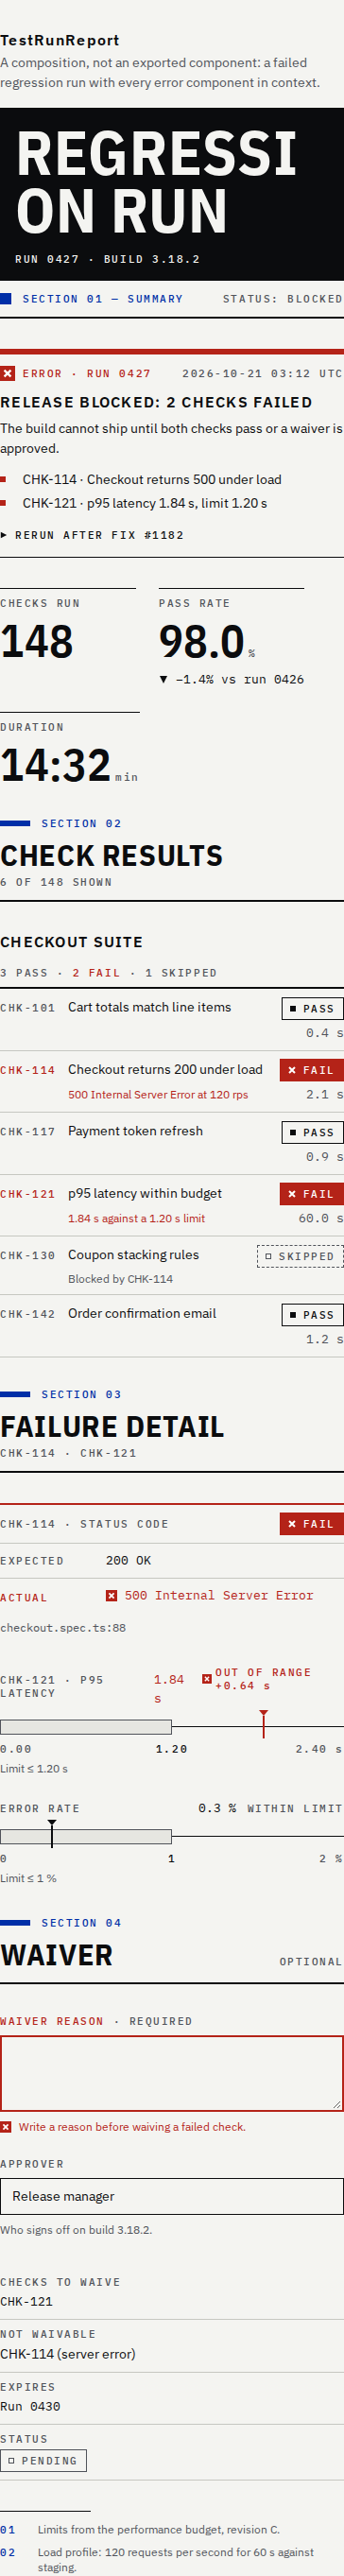 TestRunReport
A composition, not an exported component: a failed
regression run with every error component in context.
REGRESSI
ON RUN
RUN 0427 · BUILD 3.18.2
SECTION 01 — SUMMARY STATUS: BLOCKED
ERROR · RUN 0427 2026-10-21 03:12 UTC
RELEASE BLOCKED: 2 CHECKS FAILED
The build cannot ship until both checks pass or a waiver is
approved.
CHK-114 · Checkout returns 500 under load
CHK-121 · p95 latency 1.84 s, limit 1.20 s
▶ RERUN AFTER FIX #1182
CHECKS RUN PASS RATE
148 98.0 %
▼ −1.4% vs run 0426
DURATION
14:32 min
SECTION 02
CHECK RESULTS
6 OF 148 SHOWN
CHECKOUT SUITE
3 PASS · 2 FAIL · 1 SKIPPED
CHK-101 Cart totals match line items PASS
0.4 s
CHK-114 Checkout returns 200 under load FAIL
500 Internal Server Error at 120 rps 2.1 s
CHK-117 Payment token refresh PASS
0.9 s
CHK-121 p95 latency within budget FAIL
1.84 s against a 1.20 s limit 60.0 s
CHK-130 Coupon stacking rules SKIPPED
Blocked by CHK-114
CHK-142 Order confirmation email PASS
1.2 s
SECTION 03
FAILURE DETAIL
CHK-114 · CHK-121
CHK-114 · STATUS CODE FAIL
EXPECTED 200 OK
ACTUAL 500 Internal Server Error
checkout.spec.ts:88
CHK-121 · P95
LATENCY
1.84
s
OUT OF RANGE
+0.64 s
0.00 1.20 2.40 s
Limit ≤ 1.20 s
ERROR RATE 0.3 % WITHIN LIMIT
0 1 2 %
Limit ≤ 1 %
SECTION 04
WAIVER OPTIONAL
WAIVER REASON · REQUIRED
Write a reason before waiving a failed check.
APPROVER
Release manager
Who signs off on build 3.18.2.
CHECKS TO WAIVE
CHK-121
NOT WAIVABLE
CHK-114 (server error)
EXPIRES
Run 0430
STATUS
PENDING
01 Limits from the performance budget, revision C.
02 Load profile: 120 requests per second for 60 s against
staging.